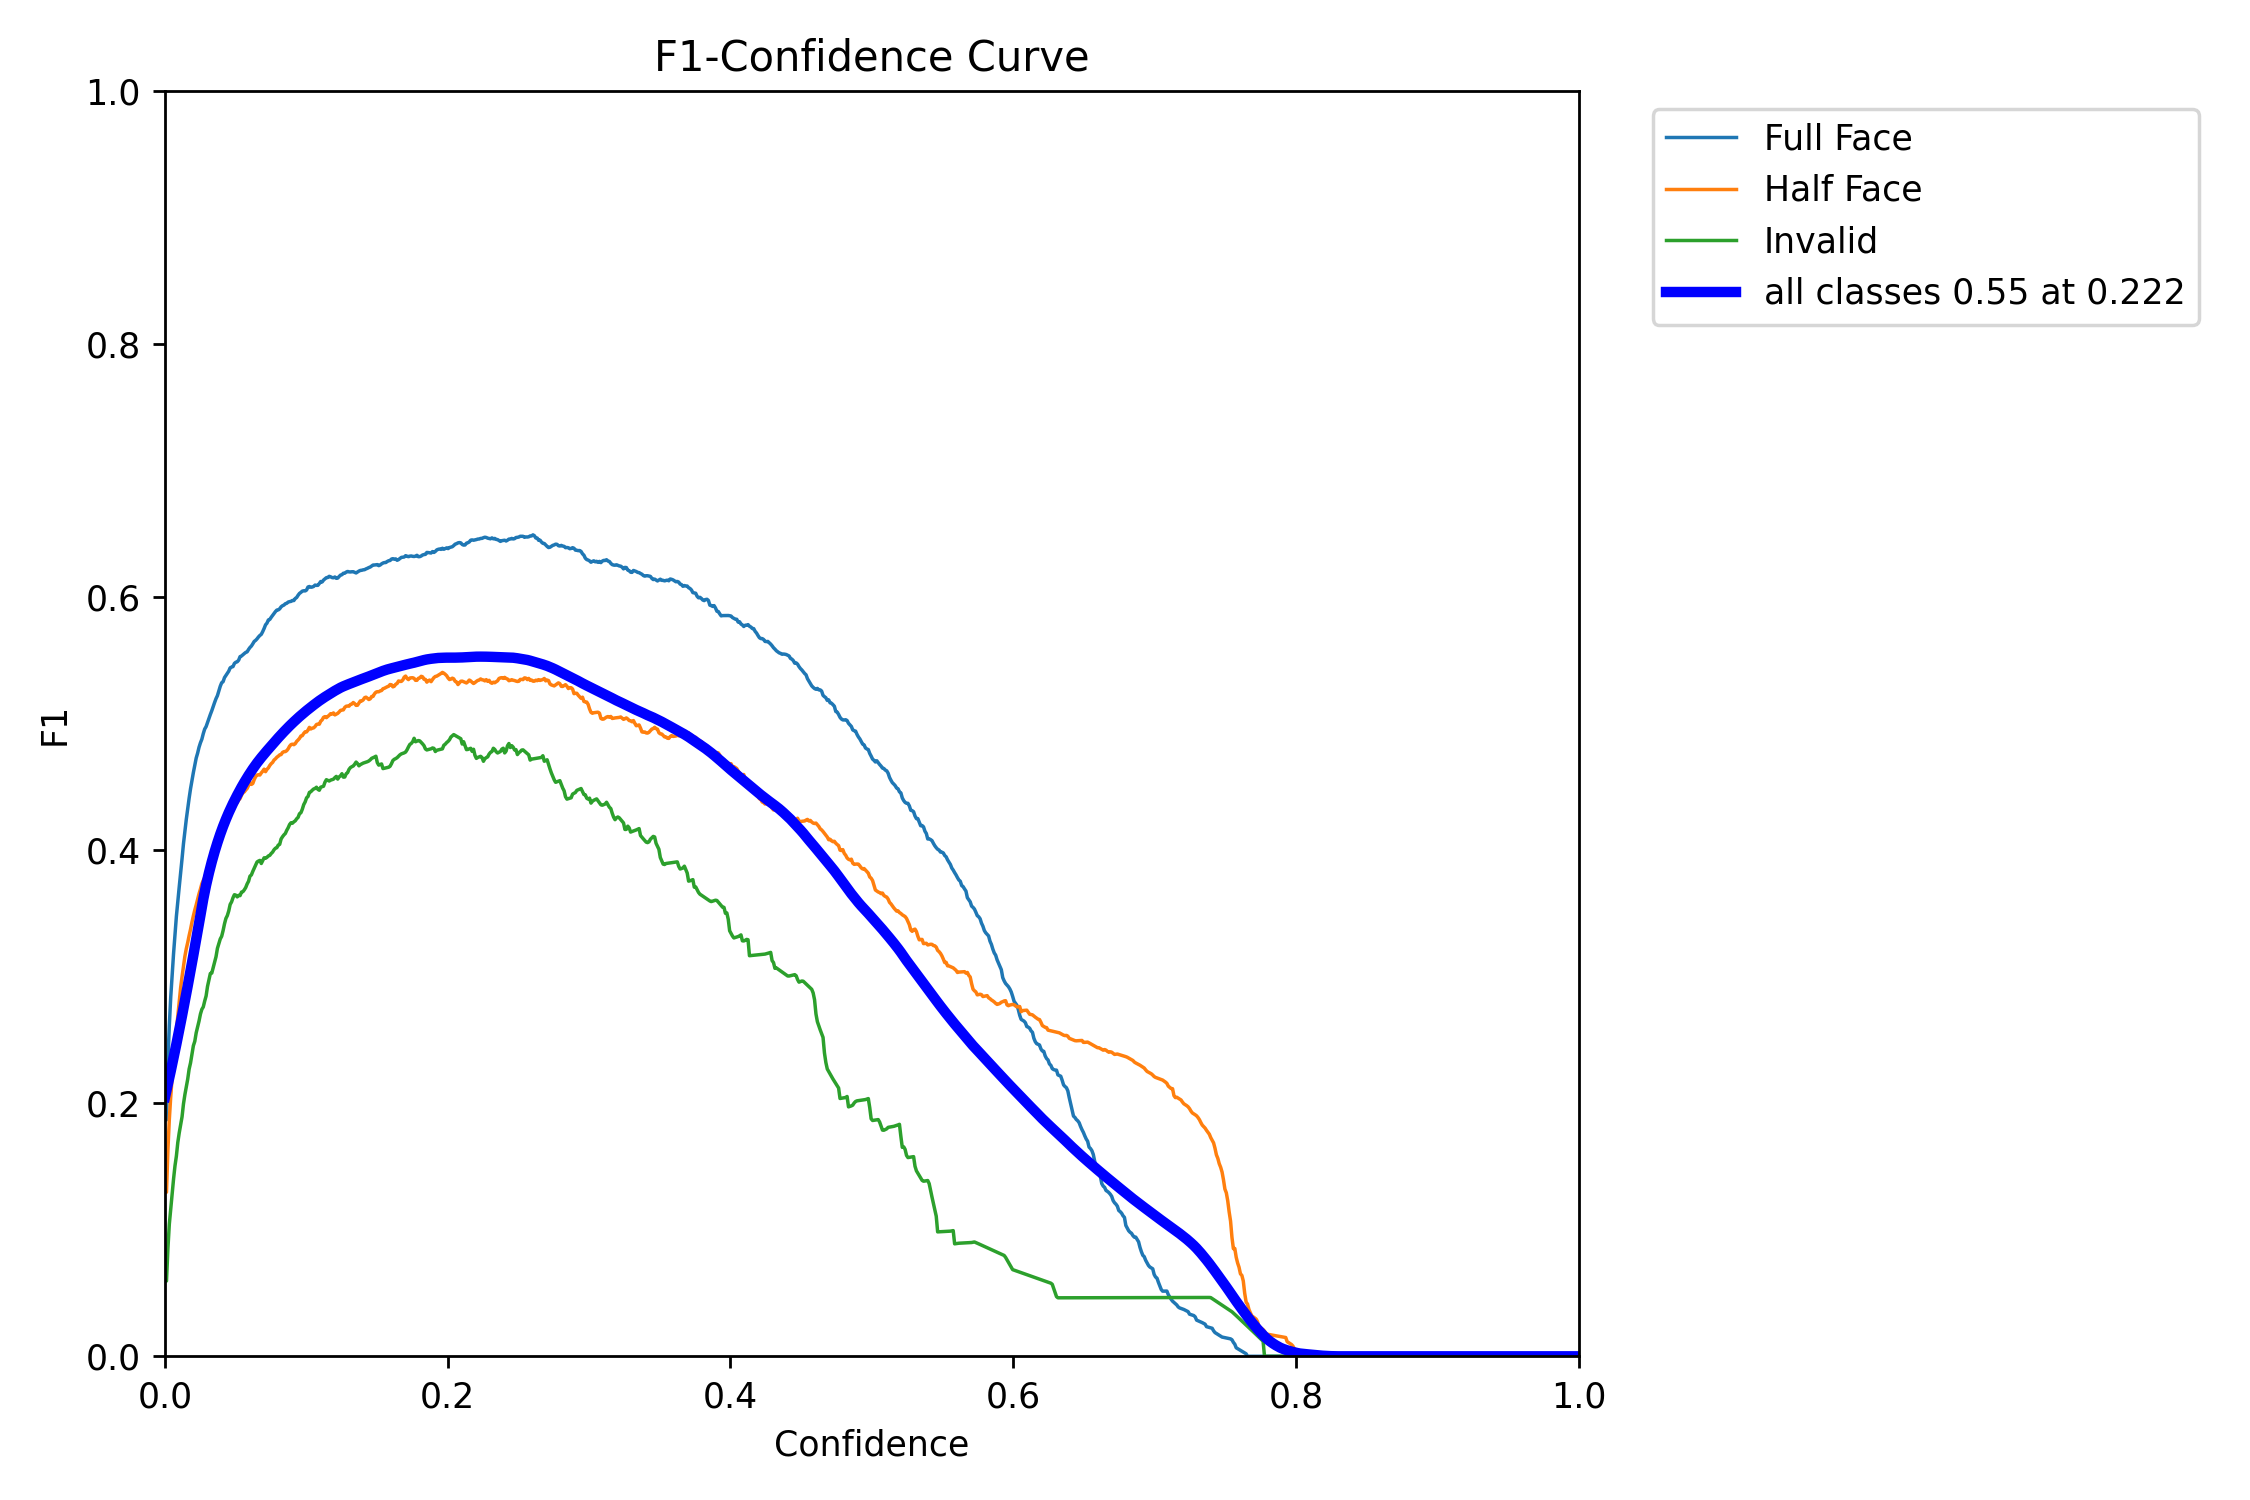 F1-Confidence Curve
1.0
0.8
0.6
0.4
0.2
0.0
F1
0.0 0.2 0.4 0.6 0.8 1.0
Confidence
Full Face
Half Face
Invalid
all classes 0.55 at 0.222